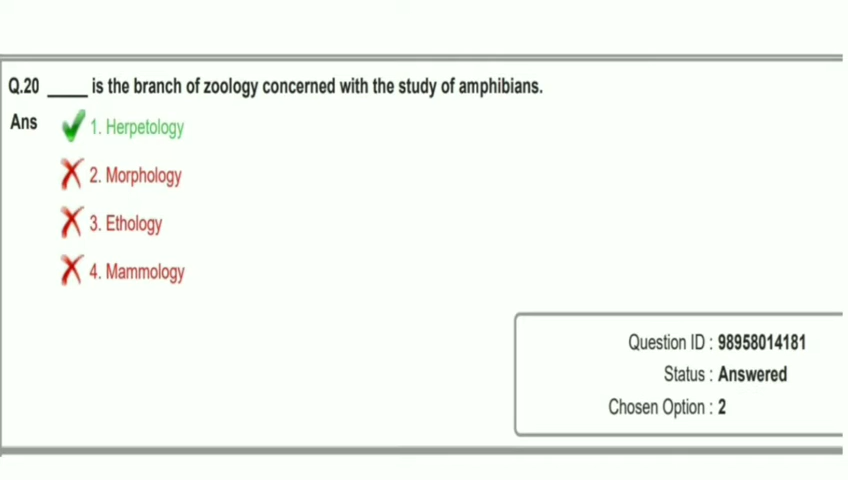 Q.20 _____ is the branch of zoology concerned with the study of amphibians.
Ans 1. Herpetology
2. Morphology
3. Ethology
4. Mammology
Question ID : 98958014181
Status : Answered
Chosen Option : 2